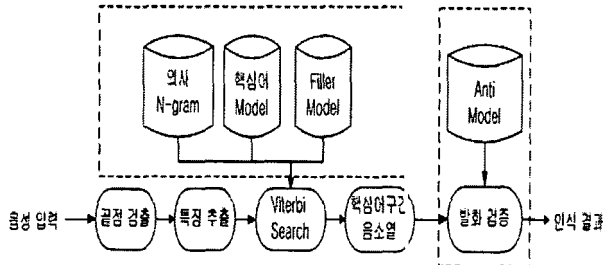 의사
N-gram
핵심어
Model
Filler
Model
Anti
Model
음성 입력
끝점 검출
특징 추출
Viterbi
Search
핵심어구간
음소열
발화 검증
인식 결과